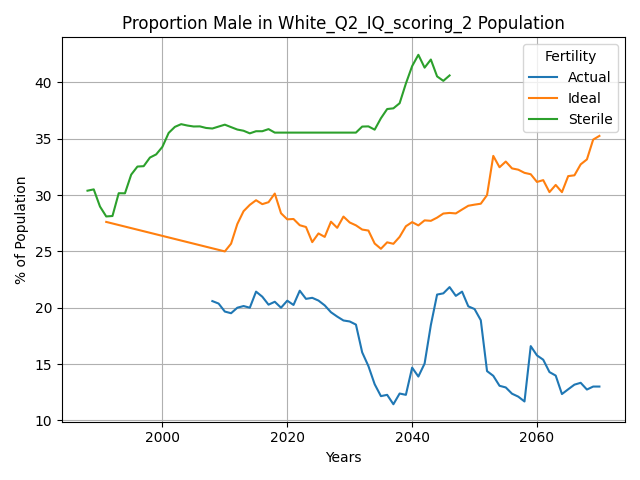 Proportion Male in White_Q2_IQ_scoring_2 Population
Fertility
Actual
Ideal
Sterile
% of Population
40
35
30
25
20
15
10
2000 2020 2040 2060
Years